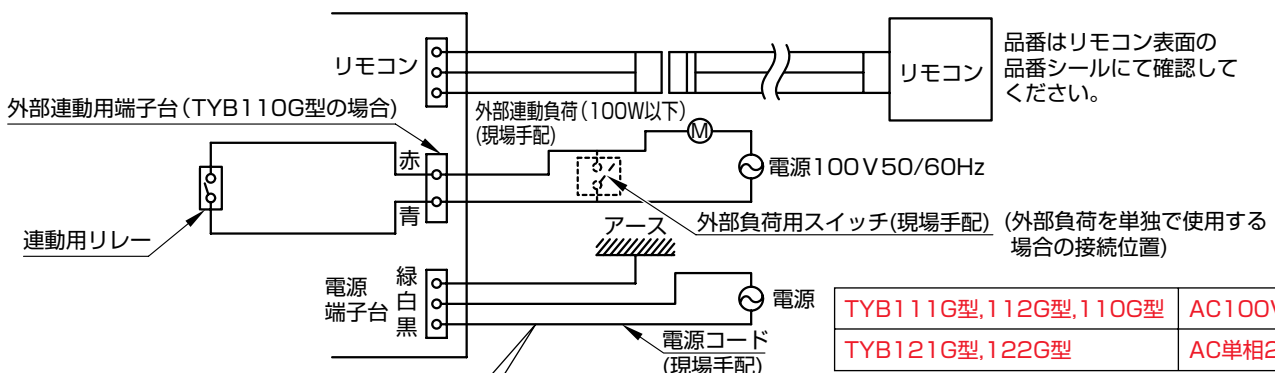 リモコン
リモコン
品番はリモコン表面の
品番シールにて確認して
ください。
外部連動用端子台(TYB110G型の場合)
外部連動負荷(100W以下)
(現場手配)
M
赤
電源100V50/60Hz
青
連動用リレー
外部負荷用スイッチ(現場手配)
(外部負荷を単独で使用する
場合の接続位置)
アース
電源
端子台
緑
白
黒
電源
電源コード
(現場手配)
TYB111G型,112G型,110G型 AC100V
TYB121G型,122G型 AC単相2